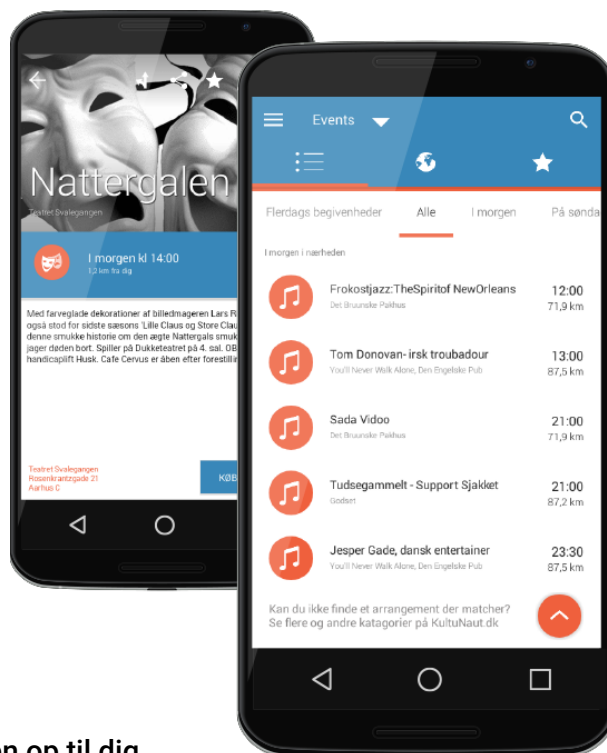 Nattergalen
Teatret Svalegangen
I morgen kl 14:00
1,2 km fra dig
Med farveglade dekorationer af billedmageren Lars
også stod for sidste sæsons 'Lille Claus og Store
denne smukke historie om den ægte Nattergals
jager døden bort. Spiller på Dukketeatret på 4. sal. OB
handicaplift Husk. Cafe Cervus er åben efter
Teatret Svalegangen
Rosenkrantzgade 21
Aarhus C
KØB
Events
Flerdags begivenheder Alle I morgen På sønda
I morgen i nærheden
Frokostjazz:TheSpiritof NewOrleans 12:00
Det Bruunske Pakhus 71,9 km
Tom Donovan- irsk troubadour 13:00
You'll Never Walk Alone, Den Engelske Pub 87,5 km
Sada Vidoo 21:00
Det Bruunske Pakhus 71,9 km
Tudsegammelt - Support Sjakket 21:00
Godset 87,2 km
Jesper Gade, dansk entertainer 23:30
You'll Never Walk Alone, Den Engelske Pub 87,5 km
Kan du ikke finde et arrangement der matcher?
Se flere og andre katagorier på KultuNaut.dk
op til dig